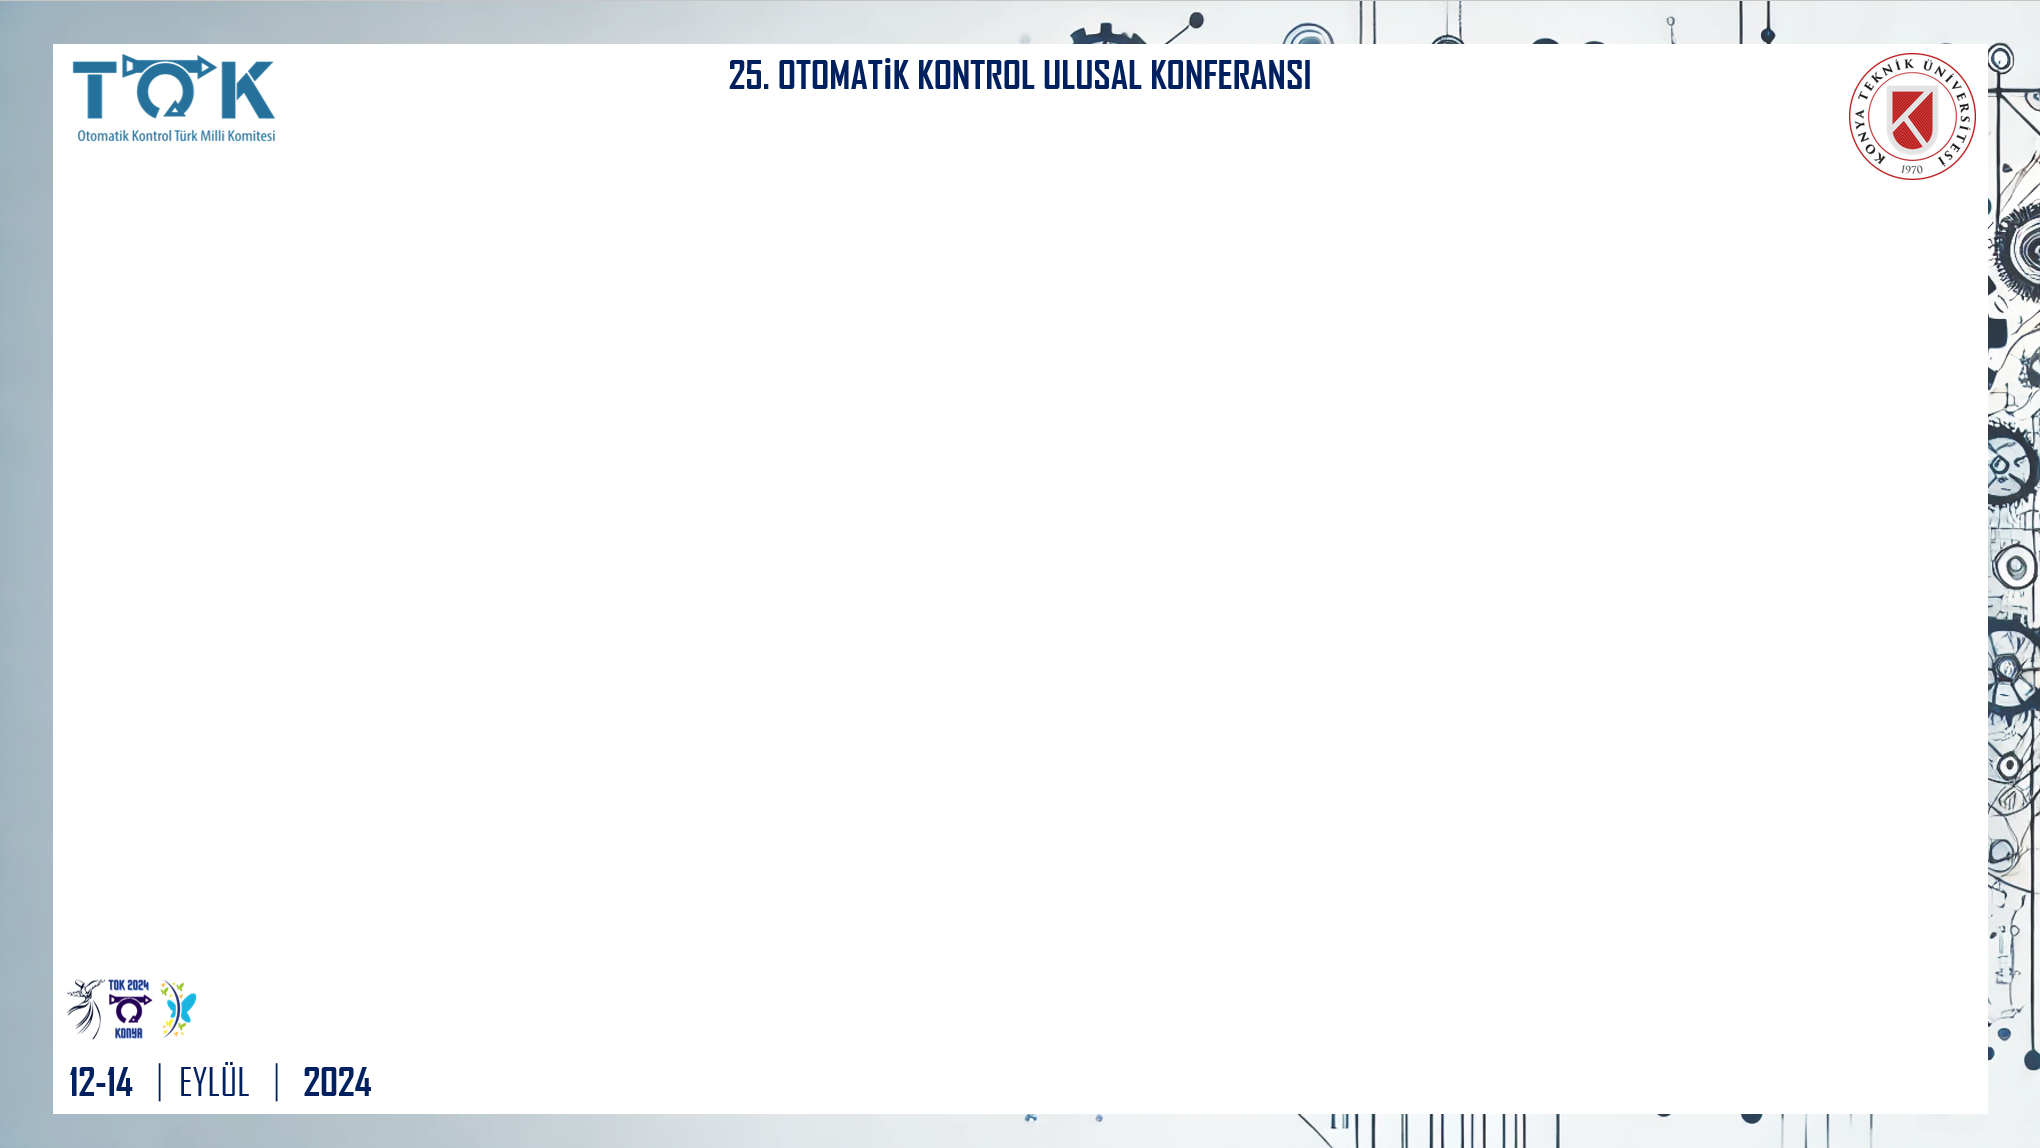 TOK
Otomatik Kontrol Türk Milli Komitesi
25. OTOMATİK KONTROL ULUSAL KONFERANSI
KONYA TEKNİK ÜNİVERSİTESİ
1970
TOK 2024
KONYA
12-14 | EYLÜL | 2024